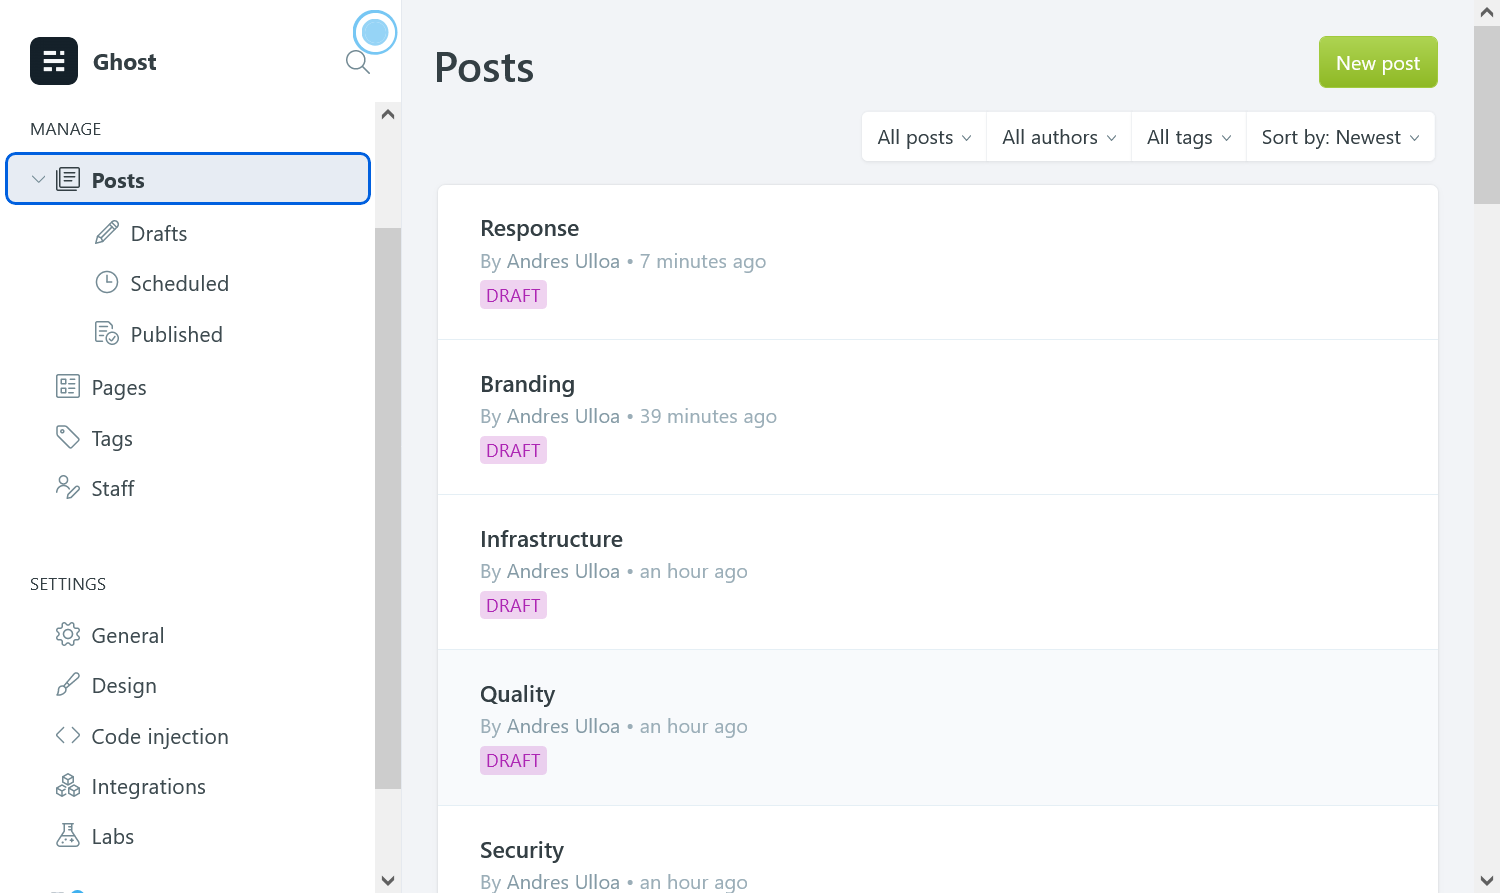 Ghost
MANAGE
Posts
Drafts
Scheduled
Published
Pages
Tags
Staff
SETTINGS
General
Design
Code injection
Integrations
Labs
Posts
New post
All posts
All authors
All tags
Sort by: Newest
Response
By Andres Ulloa • 7 minutes ago
DRAFT
Branding
By Andres Ulloa • 39 minutes ago
DRAFT
Infrastructure
By Andres Ulloa • an hour ago
DRAFT
Quality
By Andres Ulloa • an hour ago
DRAFT
Security
By Andres Ulloa • an hour ago